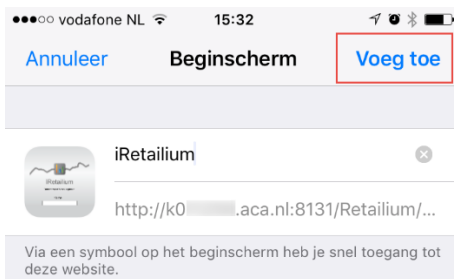 vodafone NL 15:32
Annuleer Beginscherm Voeg toe
iRetailium
http://k0 .aca.nl:8131/Retailium/...
Via een symbool op het beginscherm heb je snel toegang tot
deze website.